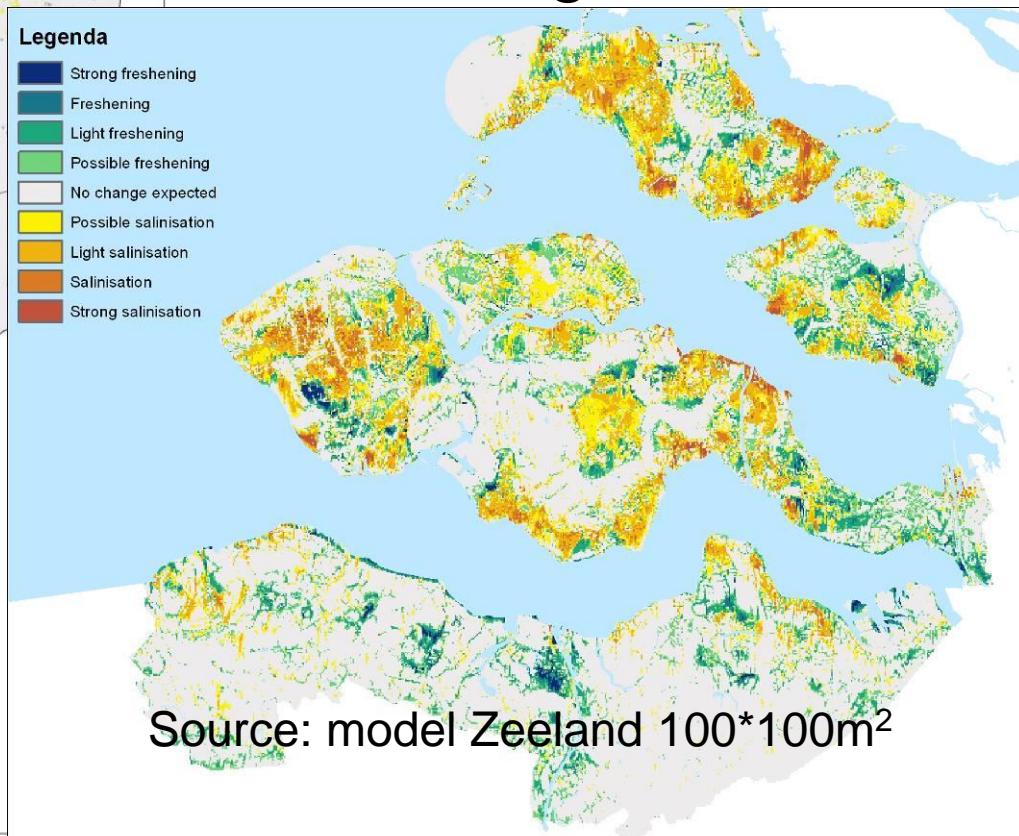 Legenda
Strong freshening
Freshening
Light freshening
Possible freshening
No change expected
Possible salinisation
Light salinisation
Salinisation
Strong salinisation
Source: model Zeeland 100*100m²